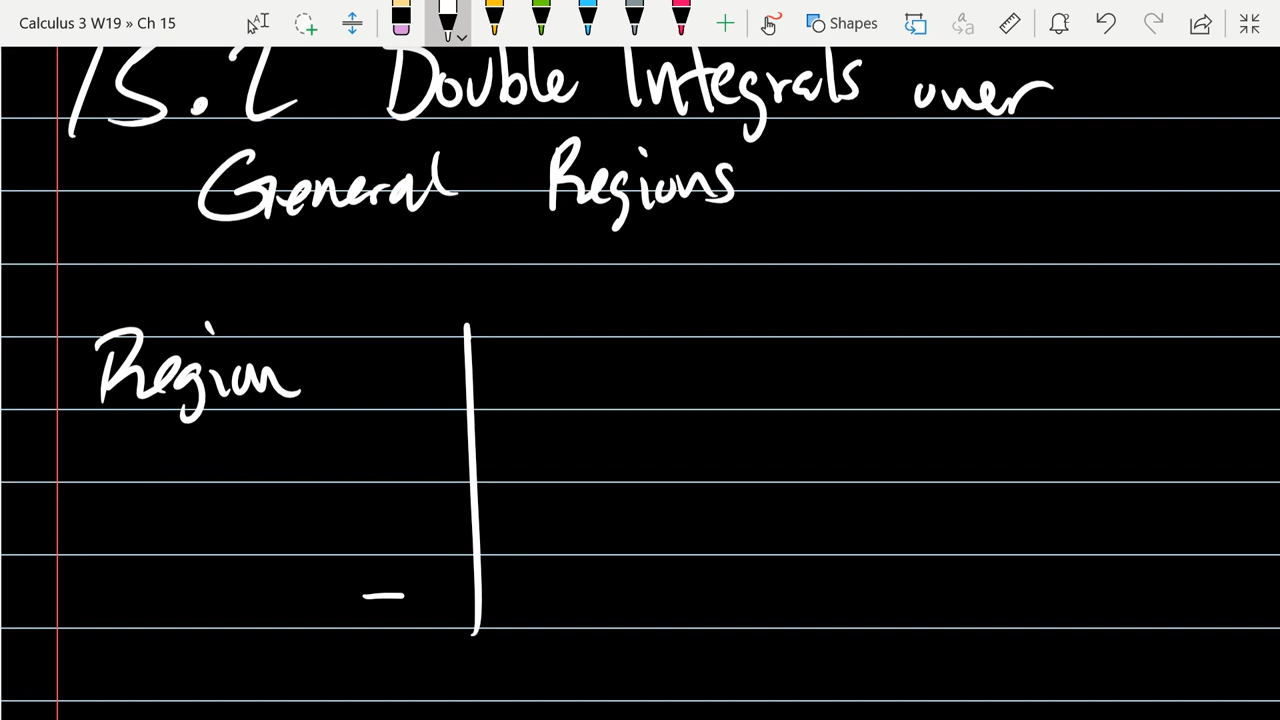 Calculus 3 W19 » Ch 15
Shapes
15.2 Double Integrals over
General Regions
Region